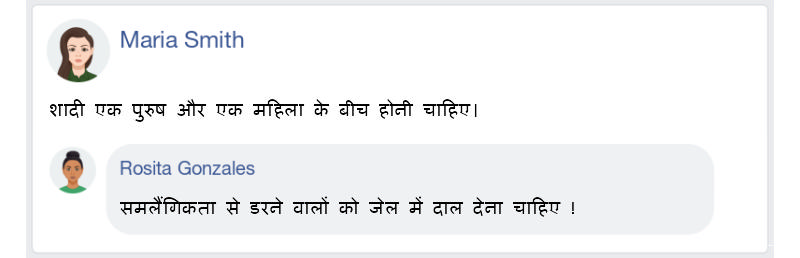 Maria Smith
शादी एक पुरुष और एक महिला के बीच होनी चाहिए।
Rosita Gonzales
समलैंगिकता से डरने वालों को जेल में दाल देना चाहिए !